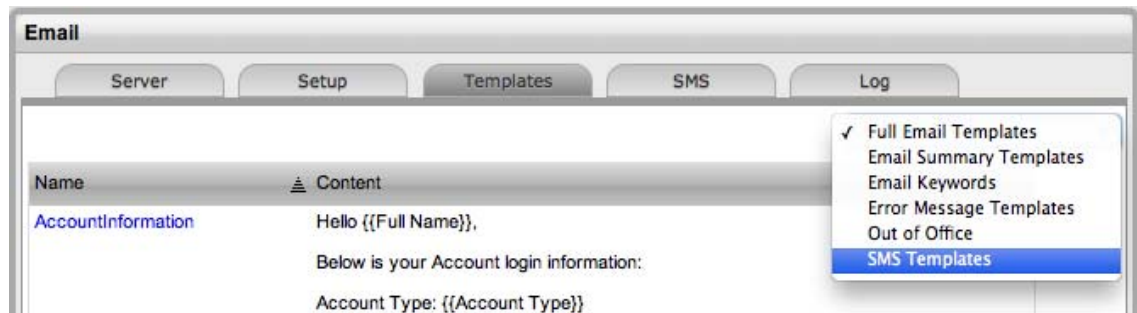 Email
Server Setup Templates SMS Log
✓ Full Email Templates
Email Summary Templates
Email Keywords
Error Message Templates
Out of Office
SMS Templates
Name Content
AccountInformation Hello {{Full Name}},
Below is your Account login information:
Account Type: {{Account Type}}